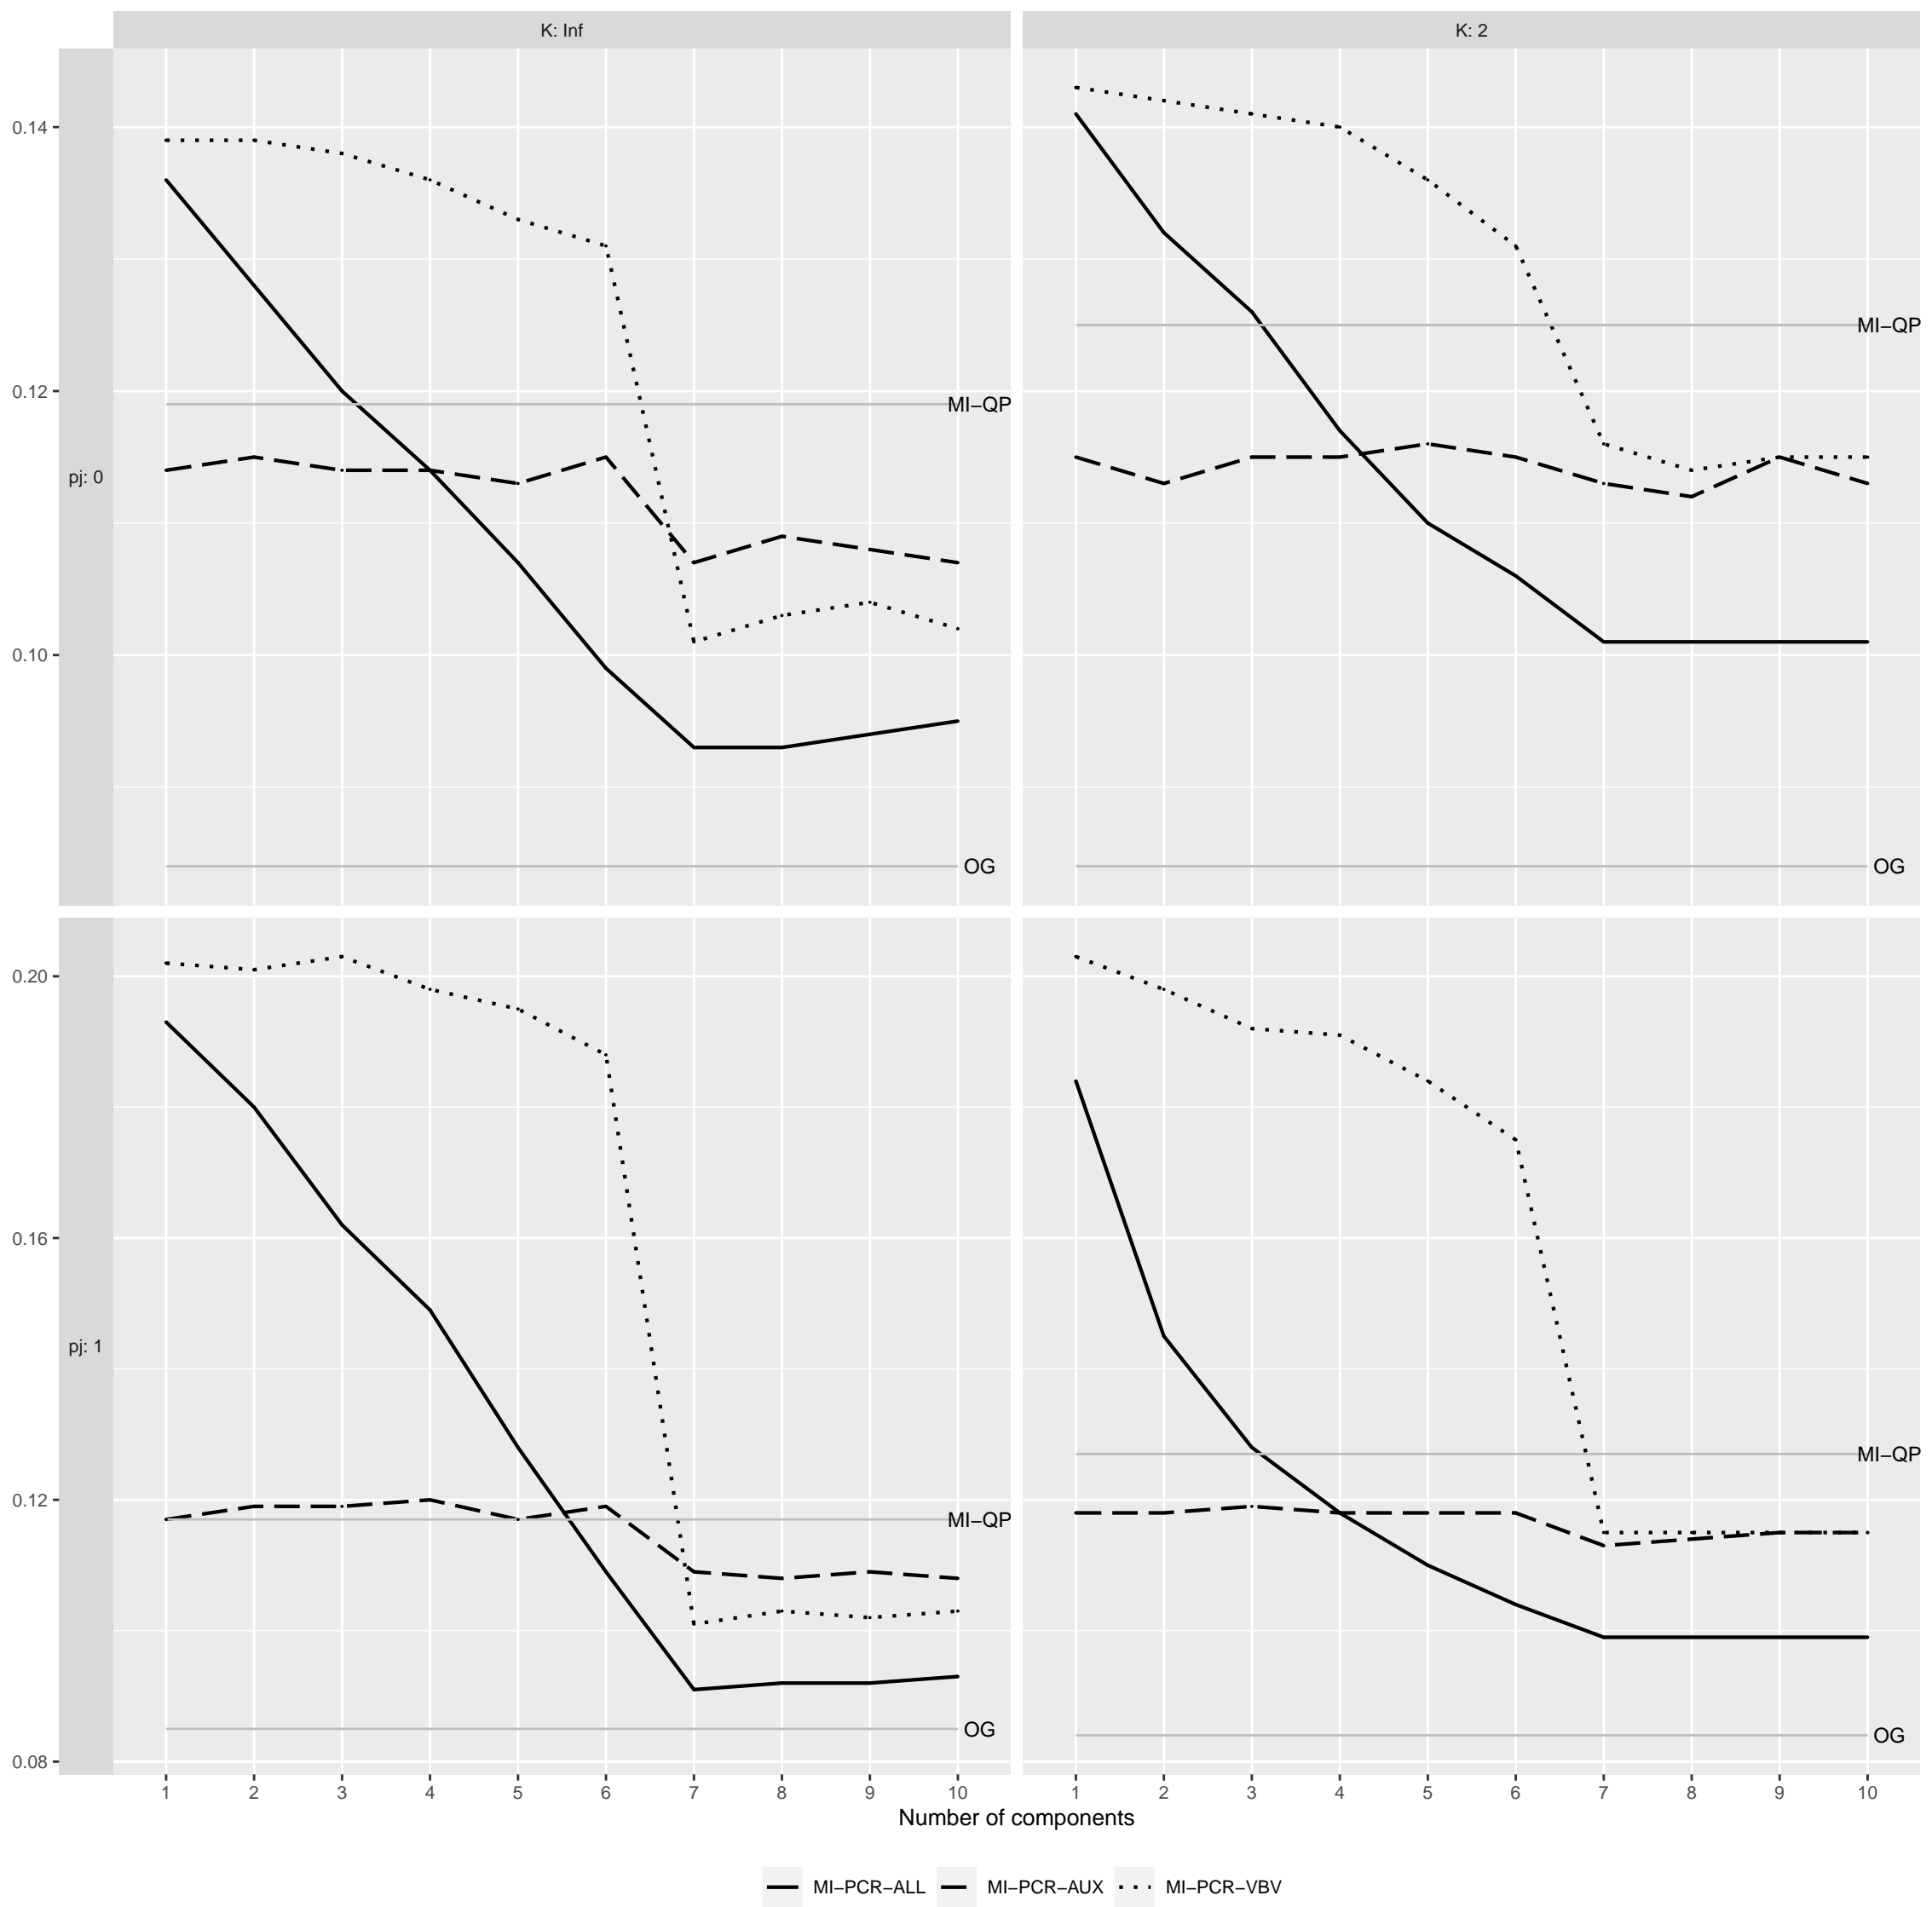 K: Inf
K: 2
0.14
0.12
0.10
pj: 0
MI−QP
OG
MI−QP
OG
0.20
0.16
0.12
0.08
pj: 1
MI−QP
OG
MI−QP
OG
1 2 3 4 5 6 7 8 9 10
1 2 3 4 5 6 7 8 9 10
Number of components
MI−PCR−ALL MI−PCR−AUX MI−PCR−VBV